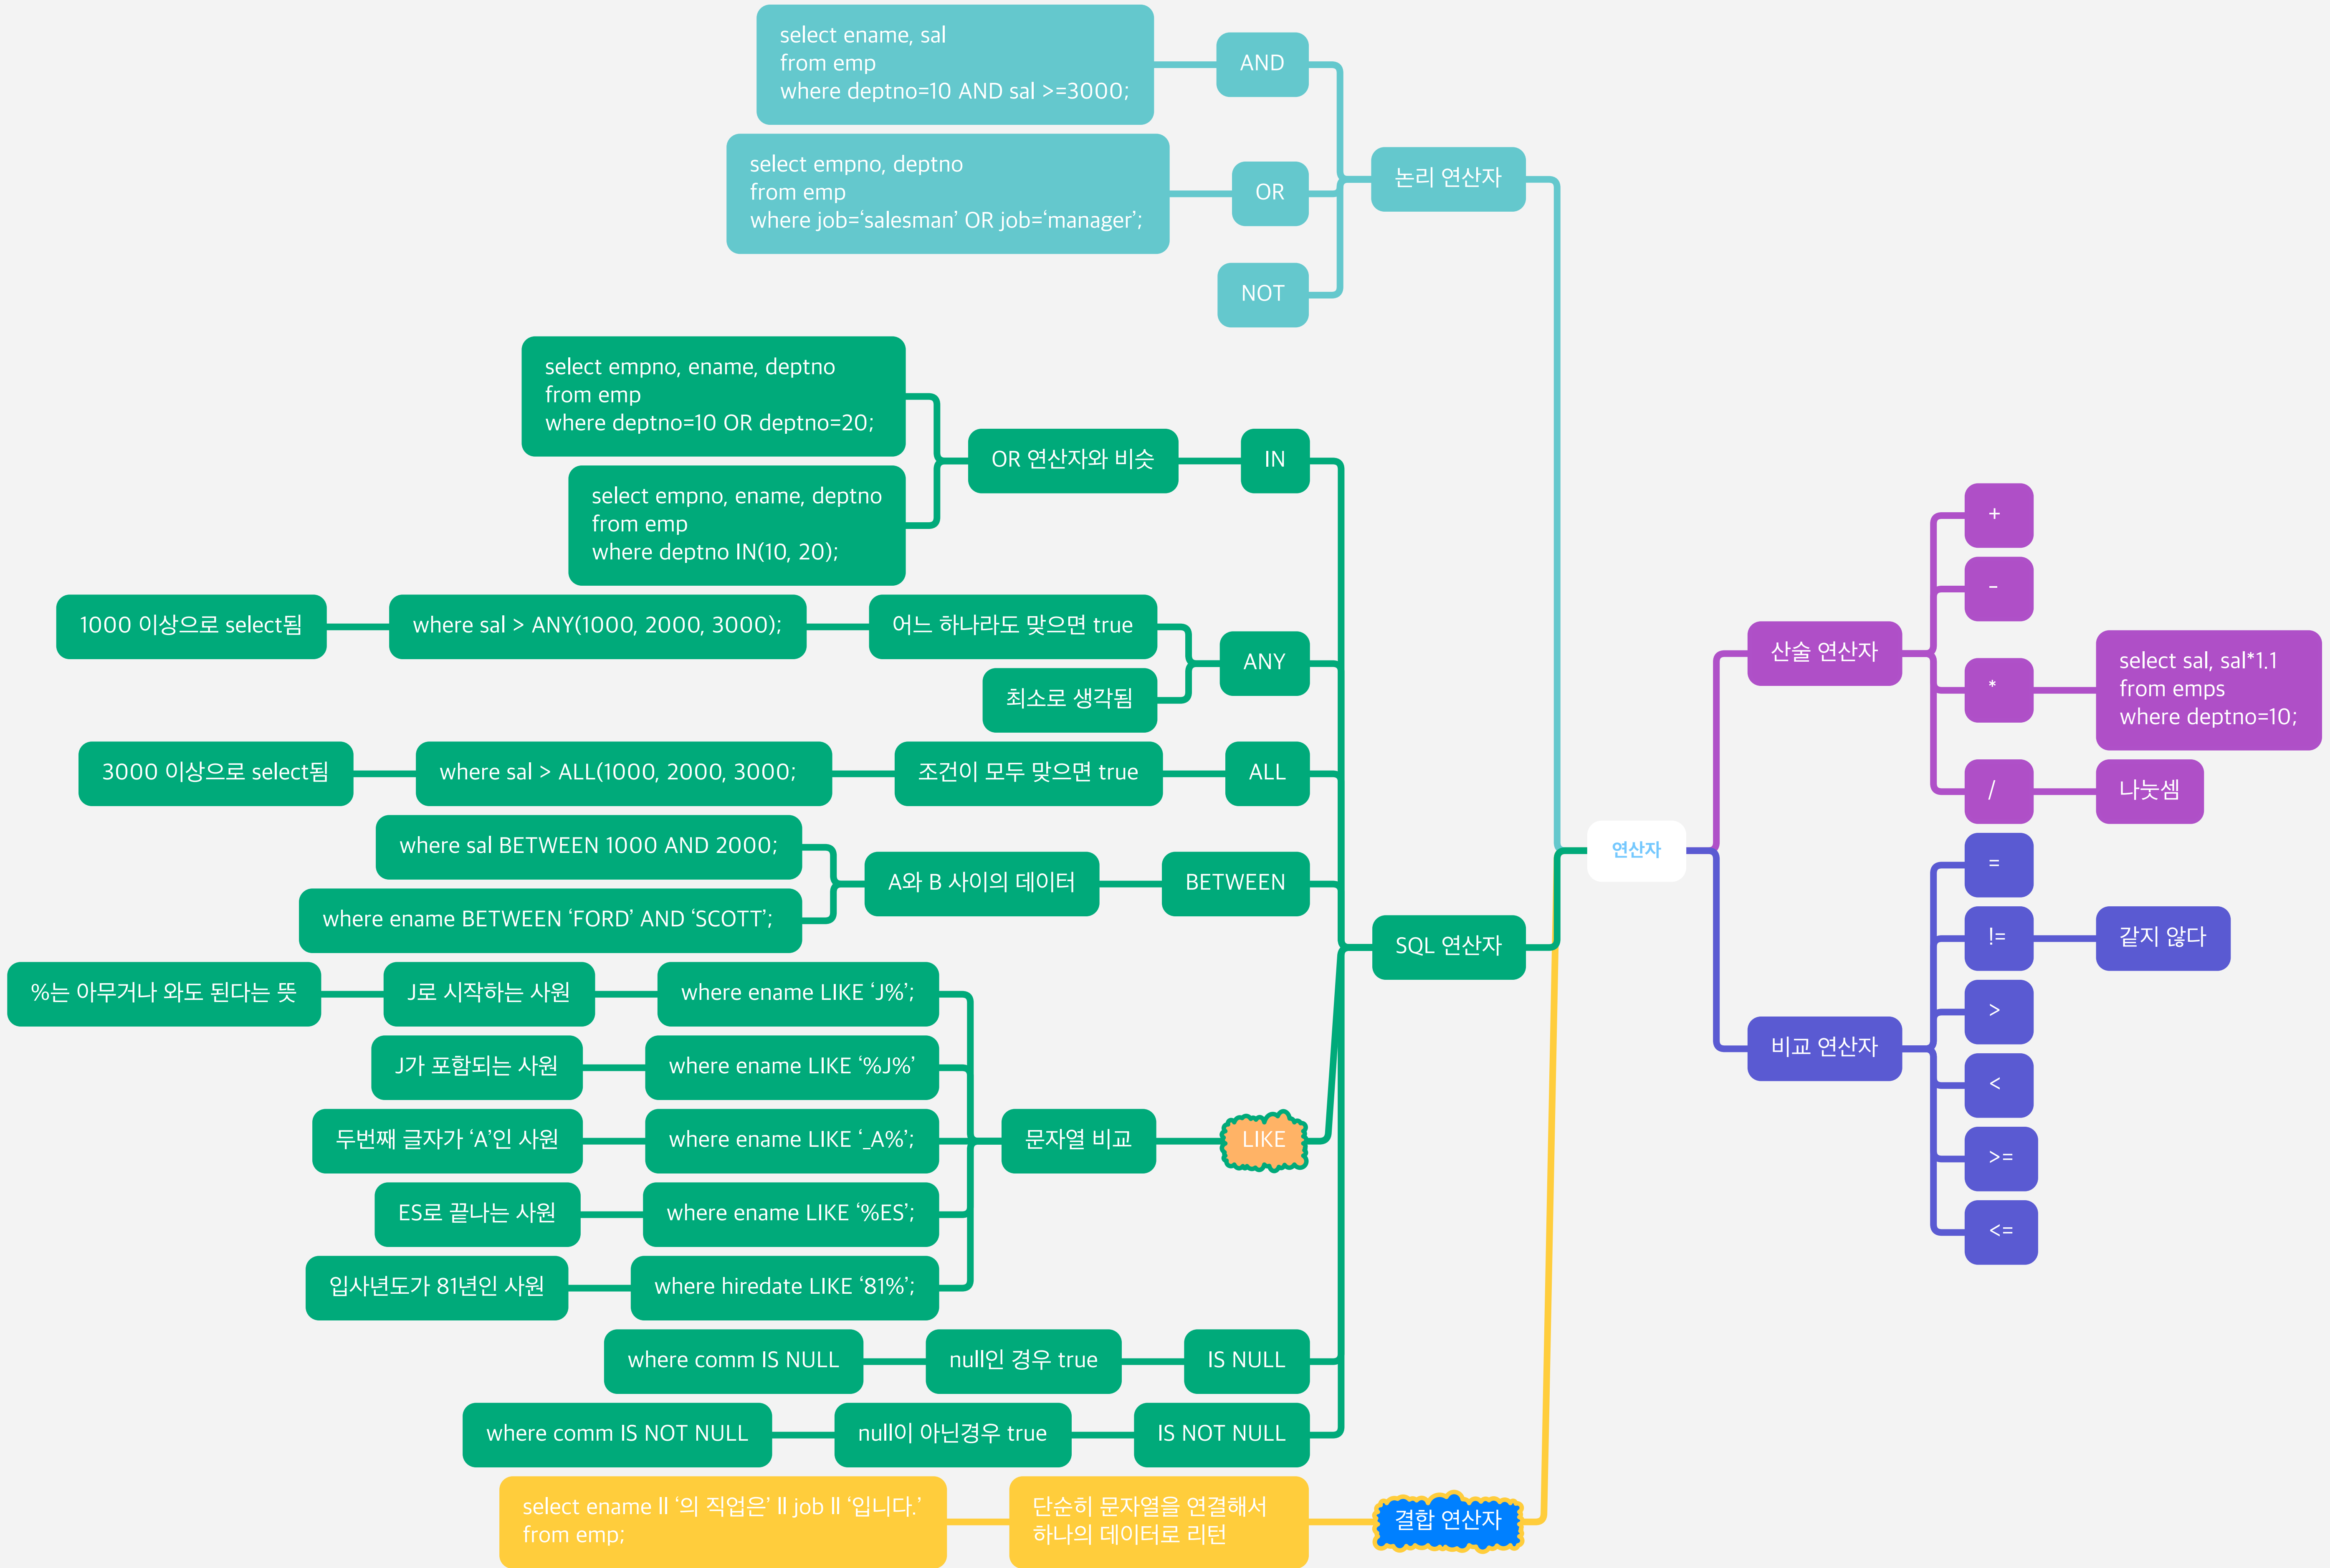 연산자
논리 연산자
AND
select ename, sal
from emp
where deptno=10 AND sal >=3000;
OR
select empno, deptno
from emp
where job=‘salesman’ OR job=‘manager’;
NOT
SQL 연산자
IN
OR 연산자와 비슷
select empno, ename, deptno
from emp
where deptno=10 OR deptno=20;
select empno, ename, deptno
from emp
where deptno IN(10, 20);
ANY
어느 하나라도 맞으면 true
where sal > ANY(1000, 2000, 3000);
1000 이상으로 select됨
최소로 생각됨
ALL
조건이 모두 맞으면 true
where sal > ALL(1000, 2000, 3000;
3000 이상으로 select됨
BETWEEN
A와 B 사이의 데이터
where sal BETWEEN 1000 AND 2000;
where ename BETWEEN ‘FORD’ AND ‘SCOTT’;
LIKE
문자열 비교
where ename LIKE ‘J%’;
J로 시작하는 사원
%는 아무거나 와도 된다는 뜻
where ename LIKE ‘%J%’
J가 포함되는 사원
where ename LIKE ‘_A%’;
두번째 글자가 ‘A’인 사원
where ename LIKE ‘%ES’;
ES로 끝나는 사원
where hiredate LIKE ‘81%’;
입사년도가 81년인 사원
IS NULL
null인 경우 true
where comm IS NULL
IS NOT NULL
null이 아닌경우 true
where comm IS NOT NULL
결합 연산자
단순히 문자열을 연결해서
하나의 데이터로 리턴
select ename ll ‘의 직업은’ ll job ll ‘입니다.’
from emp;
산술 연산자
+
-
*
select sal, sal*1.1
from emps
where deptno=10;
/
나눗셈
비교 연산자
=
!=
같지 않다
>
<
>=
<=